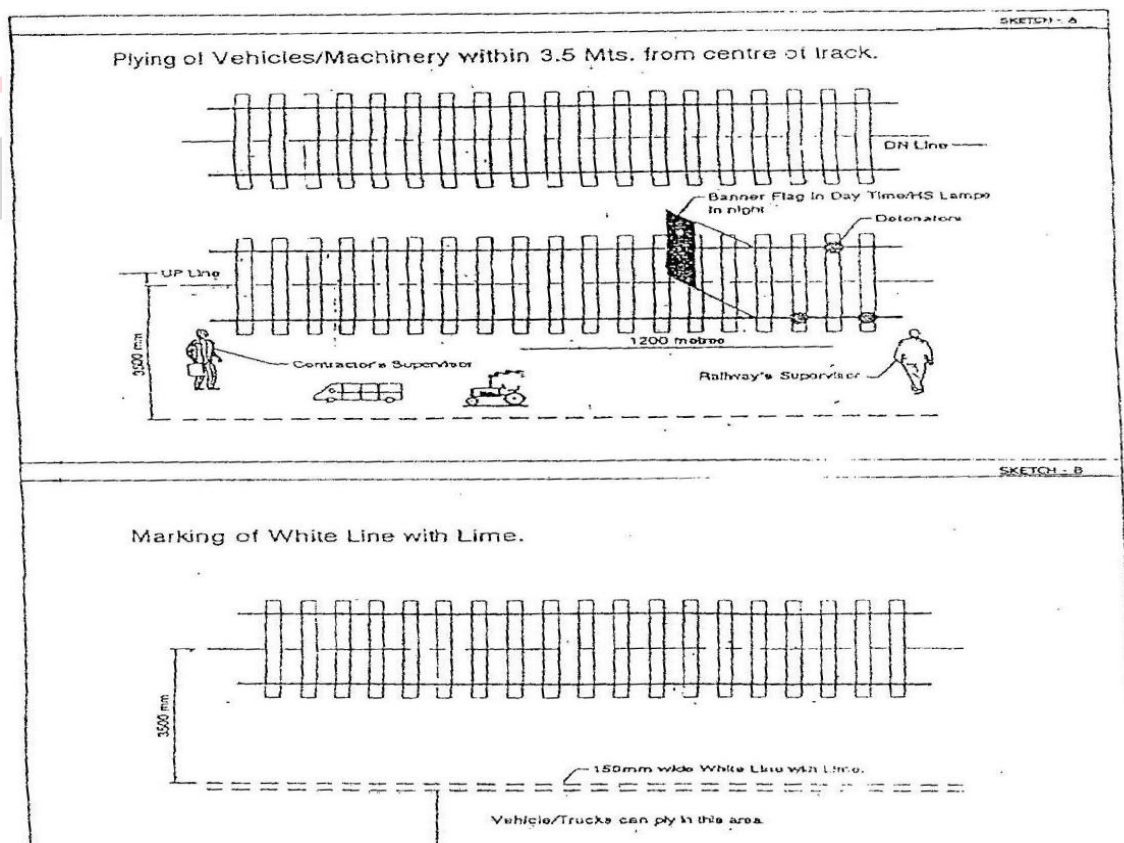 SKETCH - A
Plying of Vehicles/Machinery within 3.5 Mts. from centre of track.
DN Line
Banner Flag In Day Time/HS Lamps
In night
Detonators
UP Line
3500 mm
1200 metres
Contractor's Supervisor
Railway's Supervisor
SKETCH - B
Marking of White Line with Lime.
3500 mm
150mm wide White Line with Lime.
Vehicle/Trucks can ply in this area